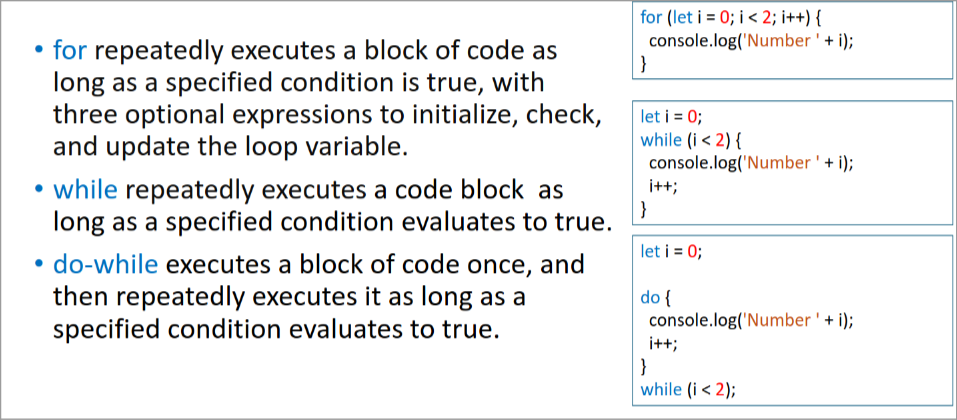 • for repeatedly executes a block of code as
long as a specified condition is true, with
three optional expressions to initialize, check,
and update the loop variable.
• while repeatedly executes a code block  as
long as a specified condition evaluates to true.
• do-while executes a block of code once, and
then repeatedly executes it as long as a
specified condition evaluates to true.
for (let i = 0; i < 2; i++) {
  console.log('Number ' + i);
}
let i = 0;
while (i < 2) {
  console.log('Number ' + i);
  i++;
}
let i = 0;

do {
  console.log('Number ' + i);
  i++;
}
while (i < 2);